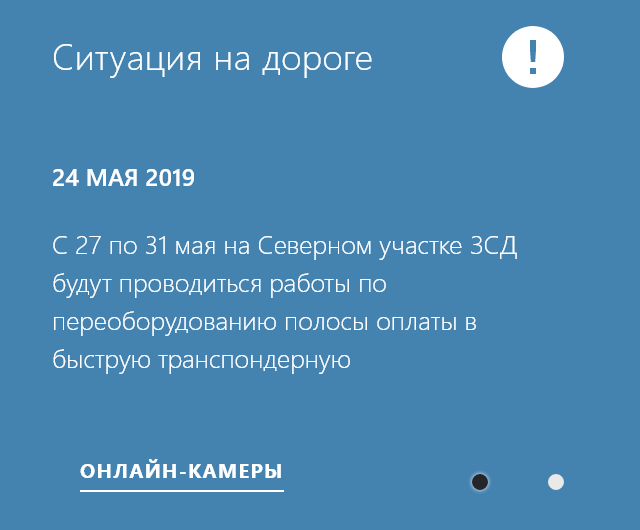 Ситуация на дороге
!
24 МАЯ 2019
С 27 по 31 мая на Северном участке ЗСД
будут проводиться работы по
переоборудованию полосы оплаты в
быструю транспондерную
ОНЛАЙН-КАМЕРЫ